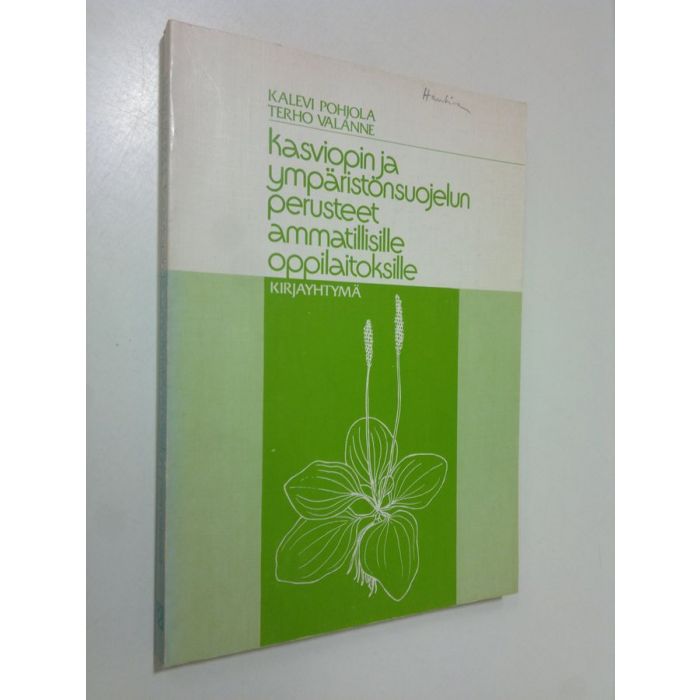 KALEVI POHJOLA
TERHO VALANNE
kasviopin ja
ympäristönsuojelun
perusteet
ammatillisille
oppilaitoksille
KIRJAYHTYMÄ